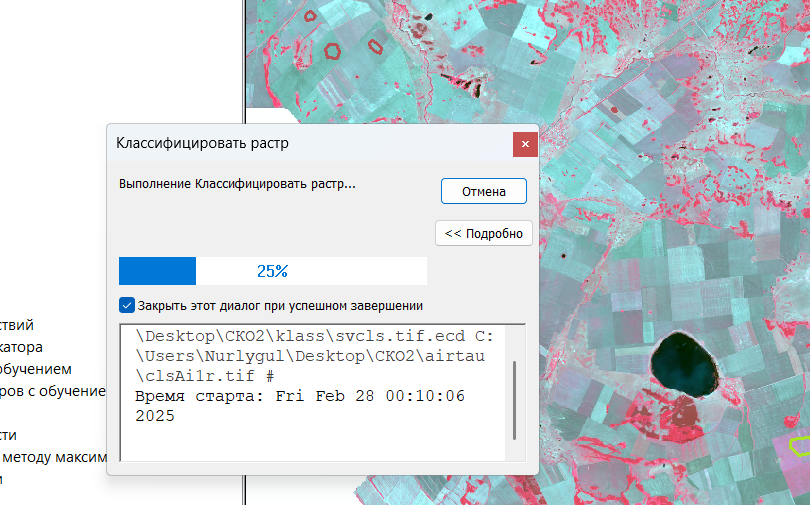 Классифицировать растр
Выполнение Классифицировать растр...
Отмена
<< Подробно
25%
Закрыть этот диалог при успешном завершении
\Desktop\СКО2\klass\svcls.tif.ecd C:
\Users\Nurlygul\Desktop\СКО2\airtau
\clsAi1r.tif #
Время старта: Fri Feb 28 00:10:06
2025
ствий
катора
обучением
ров с обучение
сти
методу максим
и